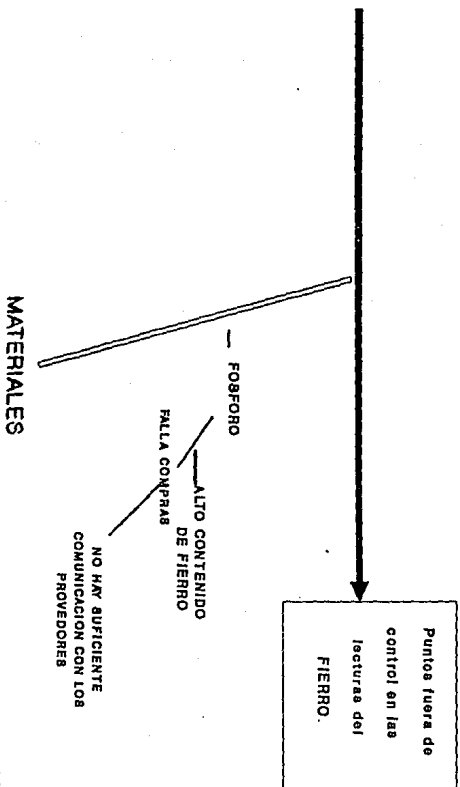 Puntos fuera de
control en las
lecturas del
FIERRO.
FOSFORO
ALTO CONTENIDO
DE FIERRO
FALLA COMPRAS
NO HAY SUFICIENTE
COMUNICACION CON LOS
PROVEDORES
MATERIALES